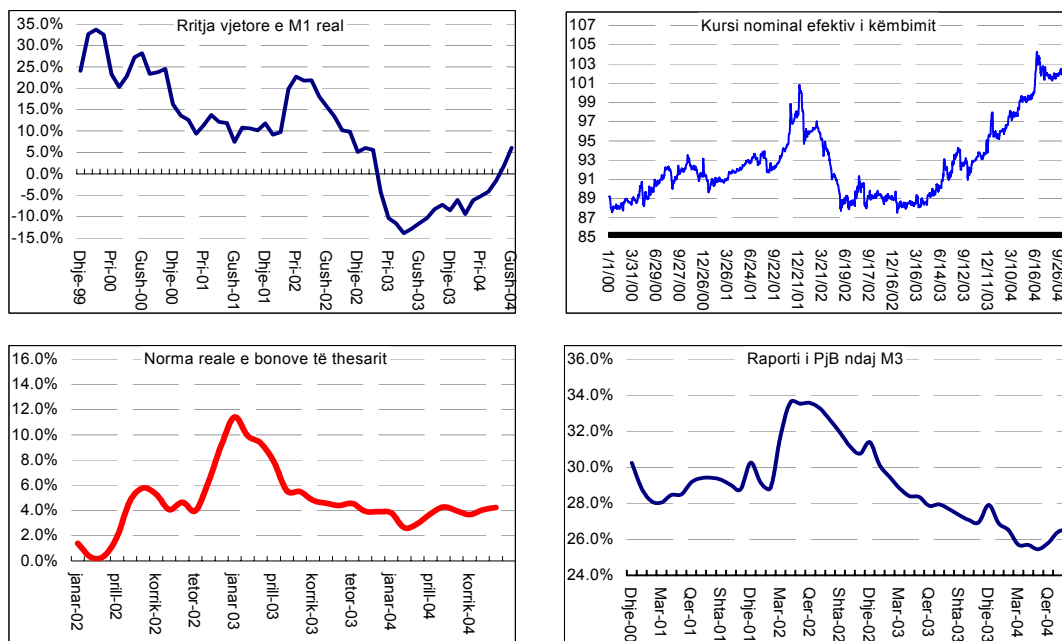 Rritja vjetore e M1 real
35.0%
30.0%
25.0%
20.0%
15.0%
10.0%
5.0%
0.0%
-5.0%
-10.0%
-15.0%
Dhje-99
Pri-00
Gush-00
Dhje-00
Pri-01
Gush-01
Dhje-01
Pri-02
Gush-02
Dhje-02
Pri-03
Gush-03
Dhje-03
Pri-04
Gush-04
Kursi nominal efektiv i këmbimit
107
105
103
101
99
97
95
93
91
89
87
85
1/1/00
3/31/00
6/29/00
9/27/00
12/26/00
3/26/01
6/24/01
9/22/01
12/21/01
3/21/02
6/19/02
9/17/02
12/16/02
3/16/03
6/14/03
9/12/03
12/11/03
3/10/04
6/16/04
9/26/04
Norma reale e bonove të thesarit
16.0%
14.0%
12.0%
10.0%
8.0%
6.0%
4.0%
2.0%
0.0%
janar-02
prill-02
korrik-02
tetor-02
janar 03
prill-03
korrik-03
tetor-03
janar-04
prill-04
korrik-04
Raporti i PjB ndaj M3
36.0%
34.0%
32.0%
30.0%
28.0%
26.0%
24.0%
Dhje-00
Mar-01
Qer-01
Shta-01
Dhje-01
Mar-02
Qer-02
Shta-02
Dhje-02
Mar-03
Qer-03
Shta-03
Dhje-03
Mar-04
Qer-04